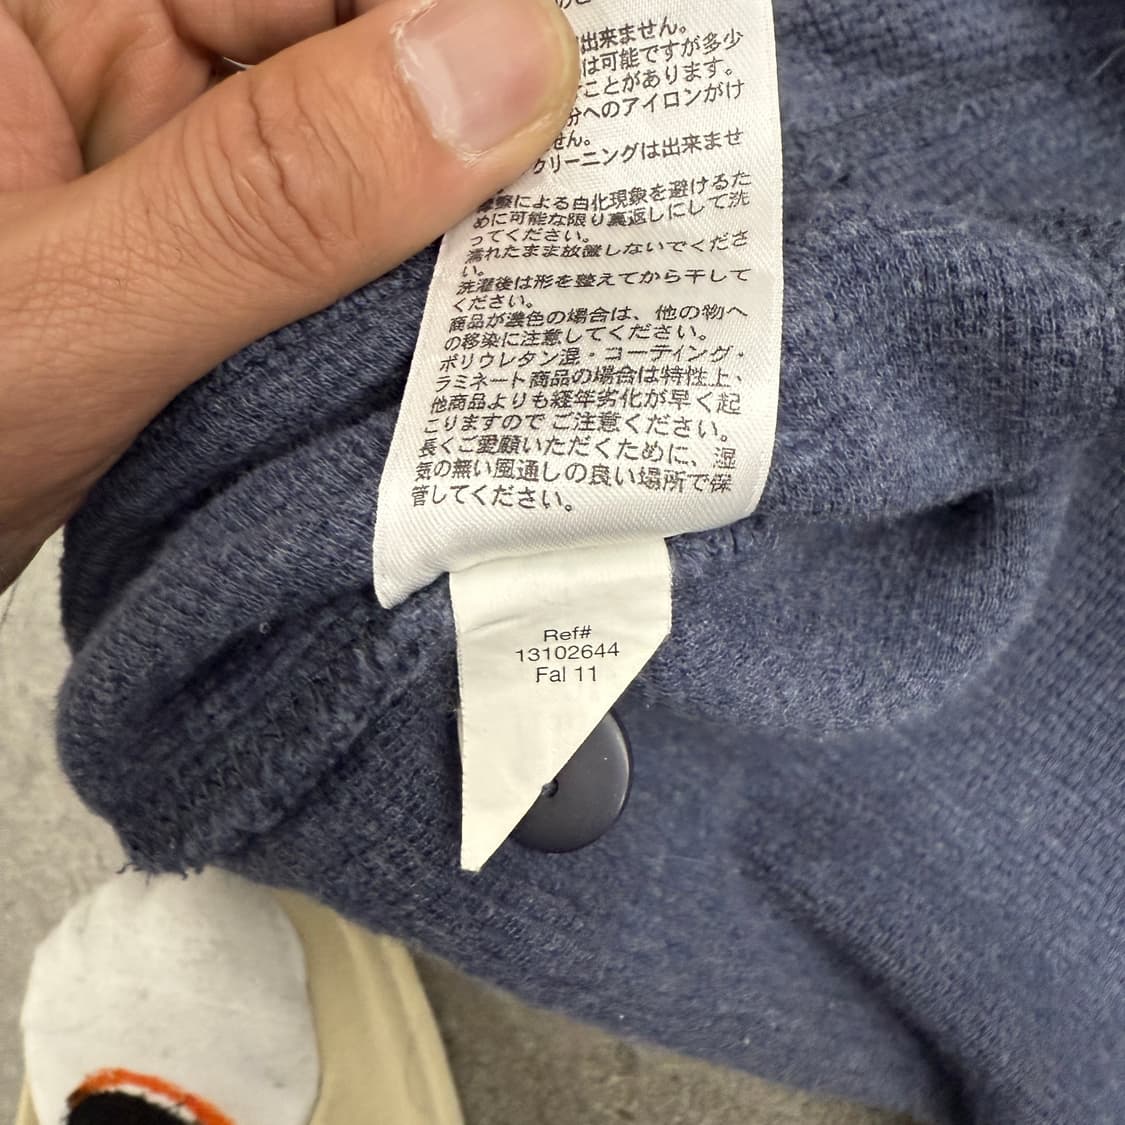 出来ません。
は可能ですが多少
ことがあります。
分へのアイロンがけ
せん。
クリーニングは出来ませ
擦による白化現象を避けるた
めに可能な限り裏返しにして洗
ってください。
濡れたまま放置しないでくださ
い。
洗濯後は形を整えてから干して
ください。
商品が濃色の場合は、他の物へ
の移染に注意してください。
ポリウレタン混・コーティング・
ラミネート商品の場合は特性上、
他商品よりも経年劣化が早く起
こりますので ご注意ください。
長くご愛顧いただくために、湿
気の無い風通しの良い場所で保
管してください。
Ref#
13102644
Fal 11